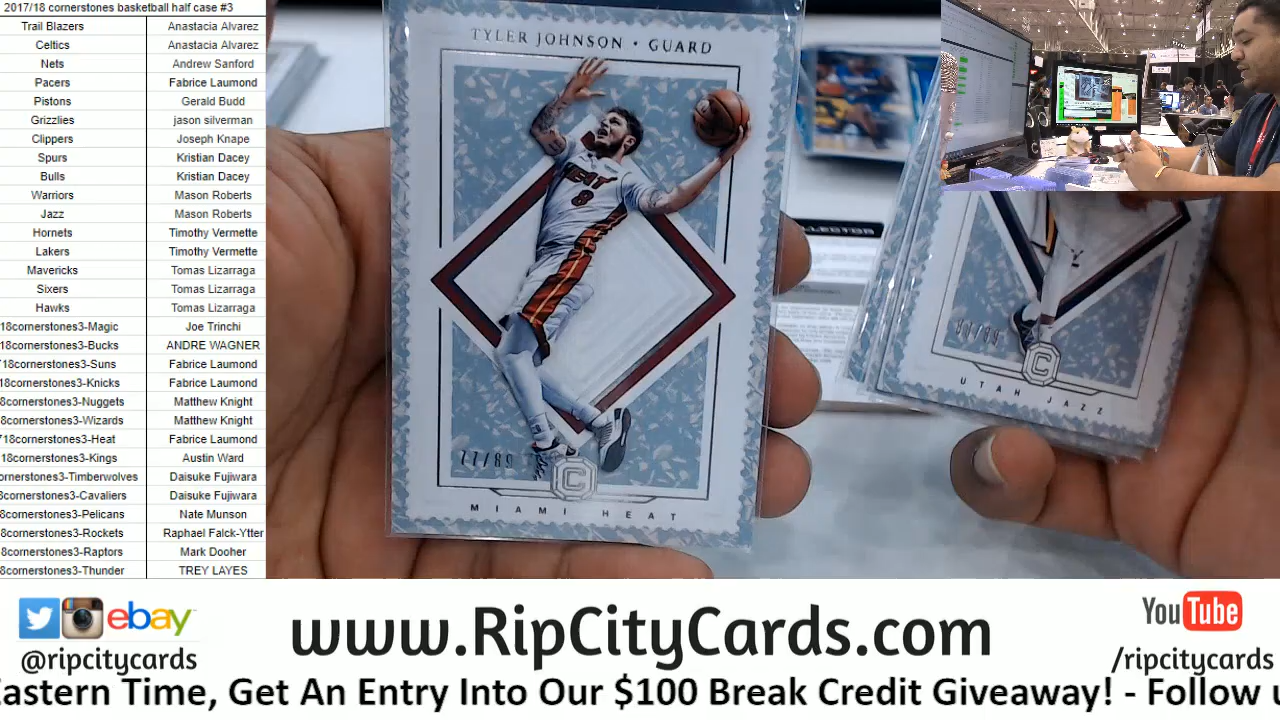 2017/18 cornerstones basketball half case #3
Trail Blazers Anastacia Alvarez
Celtics Anastacia Alvarez
Nets Andrew Sanford
Pacers Fabrice Laumond
Pistons Gerald Budd
Grizzlies jason silverman
Clippers Joseph Knape
Spurs Kristian Dacey
Bulls Kristian Dacey
Warriors Mason Roberts
Jazz Mason Roberts
Hornets Timothy Vermette
Lakers Timothy Vermette
Mavericks Tomas Lizarraga
Sixers Tomas Lizarraga
Hawks Tomas Lizarraga
18cornerstones3-Magic Joe Trinchi
18cornerstones3-Bucks ANDRE WAGNER
18cornerstones3-Suns Fabrice Laumond
18cornerstones3-Knicks Fabrice Laumond
8cornerstones3-Nuggets Matthew Knight
8cornerstones3-Wizards Matthew Knight
718cornerstones3-Heat Fabrice Laumond
18cornerstones3-Kings Austin Ward
ornerstones3-Timberwolves Daisuke Fujiwara
8cornerstones3-Cavaliers Daisuke Fujiwara
8cornerstones3-Pelicans Nate Munson
8cornerstones3-Rockets Raphael Falck-Ytter
8cornerstones3-Raptors Mark Dooher
8cornerstones3-Thunder TREY LAYES
TYLER JOHNSON • GUARD
HEAT
8
77/89
C
MIAMI HEAT
C
UTAH JAZZ
ebay
@ripcitycards
www.RipCityCards.com
YouTube
/ripcitycards
Eastern Time, Get An Entry Into Our $100 Break Credit Giveaway! - Follow u